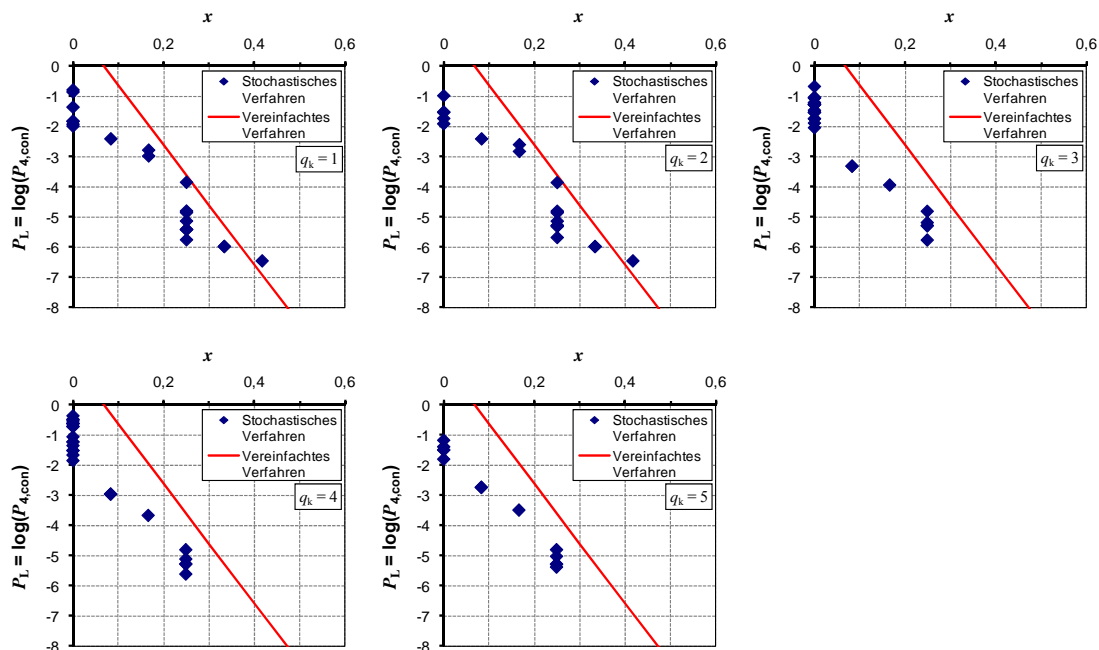 x
0 0,2 0,4 0,6
0
-1
-2
-3
-4
-5
-6
-7
-8
P_L = log(P_4,con)
Stochastisches
Verfahren
Vereinfachtes
Verfahren
q_k = 1
x
0 0,2 0,4 0,6
0
-1
-2
-3
-4
-5
-6
-7
-8
P_L = log(P_4,con)
Stochastisches
Verfahren
Vereinfachtes
Verfahren
q_k = 2
x
0 0,2 0,4 0,6
0
-1
-2
-3
-4
-5
-6
-7
-8
P_L = log(P_4,con)
Stochastisches
Verfahren
Vereinfachtes
Verfahren
q_k = 3
x
0 0,2 0,4 0,6
0
-1
-2
-3
-4
-5
-6
-7
-8
P_L = log(P_4,con)
Stochastisches
Verfahren
Vereinfachtes
Verfahren
q_k = 4
x
0 0,2 0,4 0,6
0
-1
-2
-3
-4
-5
-6
-7
-8
P_L = log(P_4,con)
Stochastisches
Verfahren
Vereinfachtes
Verfahren
q_k = 5